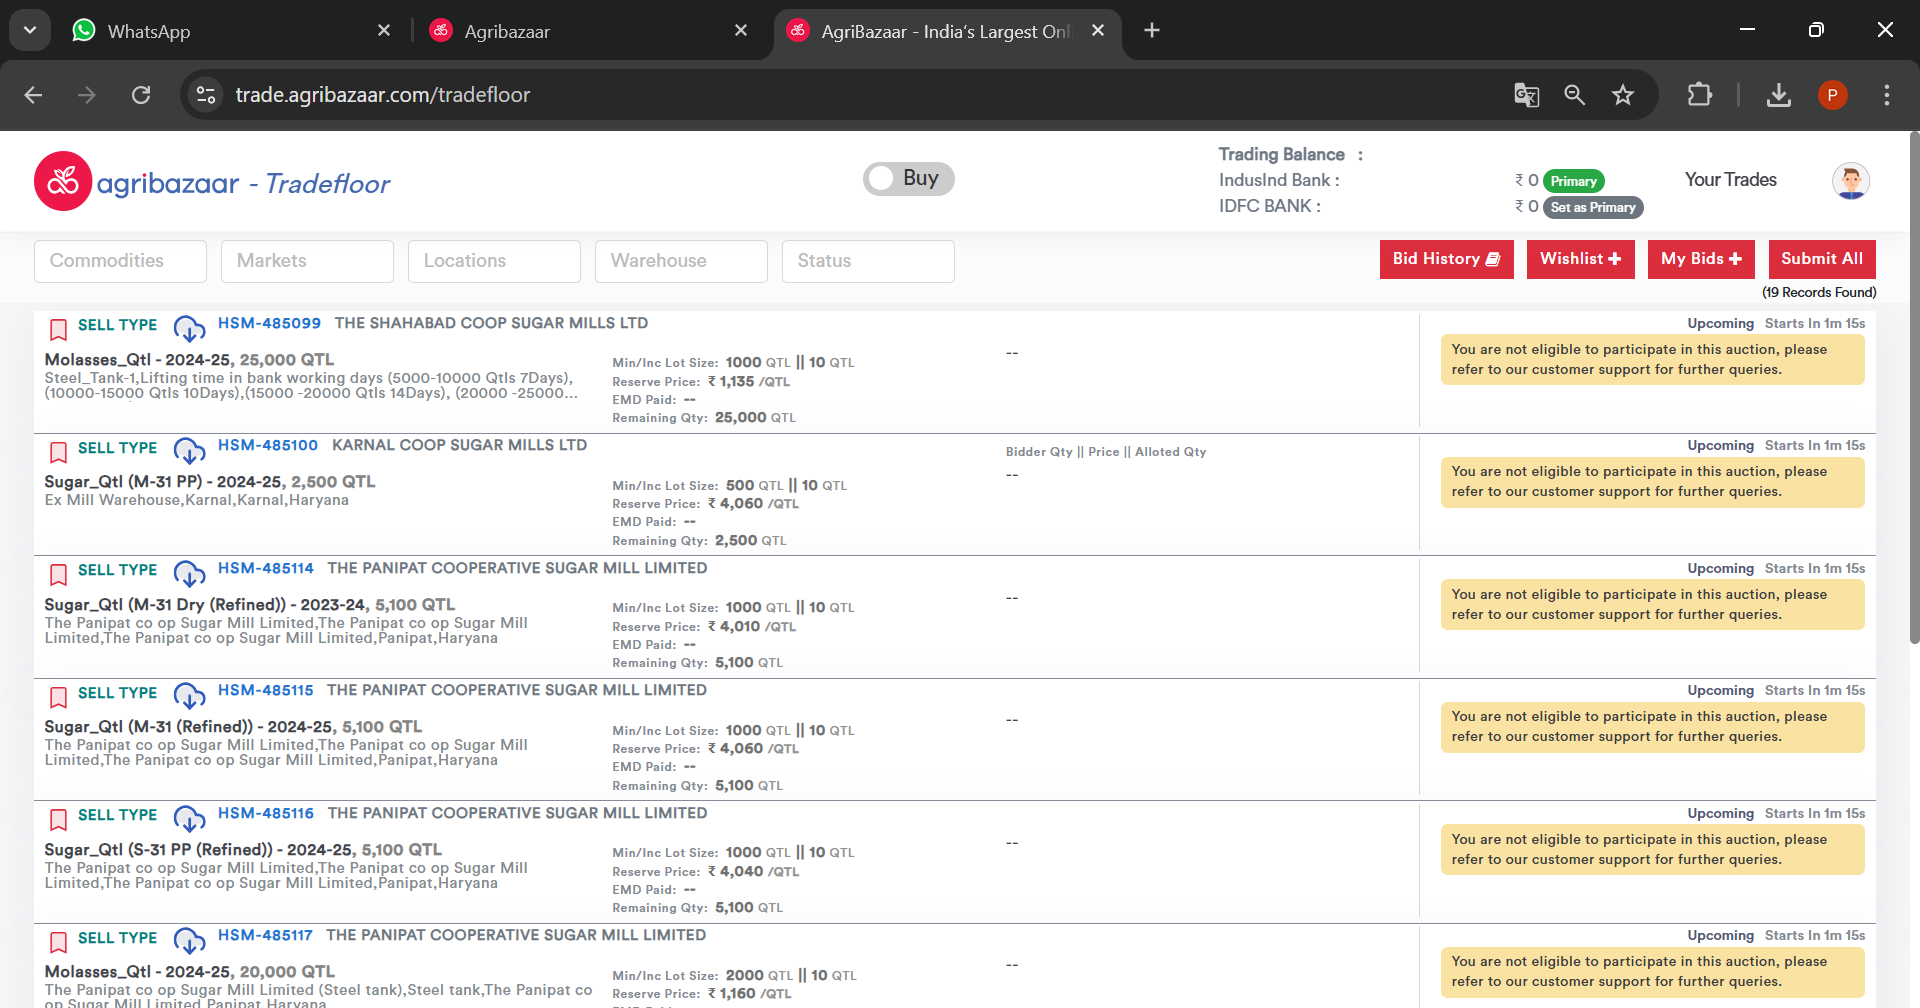 WhatsApp
Agribazaar
AgriBazaar - India's Largest Onl
trade.agribazaar.com/tradefloor
P
agribazaar - Tradefloor
Buy
Trading Balance :
IndusInd Bank : ₹ 0 Primary
IDFC BANK : ₹ 0 Set as Primary
Your Trades
Commodities Markets Locations Warehouse Status
Bid History Wishlist + My Bids + Submit All
(19 Records Found)
SELL TYPE HSM-485099 THE SHAHABAD COOP SUGAR MILLS LTD
Molasses_Qtl - 2024-25, 25,000 QTL
Steel_Tank-1,Lifting time in bank working days (5000-10000 Qtls 7Days),
(10000-15000 Qtls 10Days),(15000 -20000 Qtls 14Days), (20000 -25000...
Min/Inc Lot Size: 1000 QTL || 10 QTL
Reserve Price: ₹ 1,135 /QTL
EMD Paid: --
Remaining Qty: 25,000 QTL
--
Upcoming Starts In 1m 15s
You are not eligible to participate in this auction, please
refer to our customer support for further queries.
SELL TYPE HSM-485100 KARNAL COOP SUGAR MILLS LTD
Sugar_Qtl (M-31 PP) - 2024-25, 2,500 QTL
Ex Mill Warehouse,Karnal,Karnal,Haryana
Min/Inc Lot Size: 500 QTL || 10 QTL
Reserve Price: ₹ 4,060 /QTL
EMD Paid: --
Remaining Qty: 2,500 QTL
Bidder Qty || Price || Alloted Qty
--
Upcoming Starts In 1m 15s
You are not eligible to participate in this auction, please
refer to our customer support for further queries.
SELL TYPE HSM-485114 THE PANIPAT COOPERATIVE SUGAR MILL LIMITED
Sugar_Qtl (M-31 Dry (Refined)) - 2023-24, 5,100 QTL
The Panipat co op Sugar Mill Limited,The Panipat co op Sugar Mill
Limited,The Panipat co op Sugar Mill Limited,Panipat,Haryana
Min/Inc Lot Size: 1000 QTL || 10 QTL
Reserve Price: ₹ 4,010 /QTL
EMD Paid: --
Remaining Qty: 5,100 QTL
--
Upcoming Starts In 1m 15s
You are not eligible to participate in this auction, please
refer to our customer support for further queries.
SELL TYPE HSM-485115 THE PANIPAT COOPERATIVE SUGAR MILL LIMITED
Sugar_Qtl (M-31 (Refined)) - 2024-25, 5,100 QTL
The Panipat co op Sugar Mill Limited,The Panipat co op Sugar Mill
Limited,The Panipat co op Sugar Mill Limited,Panipat,Haryana
Min/Inc Lot Size: 1000 QTL || 10 QTL
Reserve Price: ₹ 4,060 /QTL
EMD Paid: --
Remaining Qty: 5,100 QTL
--
Upcoming Starts In 1m 15s
You are not eligible to participate in this auction, please
refer to our customer support for further queries.
SELL TYPE HSM-485116 THE PANIPAT COOPERATIVE SUGAR MILL LIMITED
Sugar_Qtl (S-31 PP (Refined)) - 2024-25, 5,100 QTL
The Panipat co op Sugar Mill Limited,The Panipat co op Sugar Mill
Limited,The Panipat co op Sugar Mill Limited,Panipat,Haryana
Min/Inc Lot Size: 1000 QTL || 10 QTL
Reserve Price: ₹ 4,040 /QTL
EMD Paid: --
Remaining Qty: 5,100 QTL
--
Upcoming Starts In 1m 15s
You are not eligible to participate in this auction, please
refer to our customer support for further queries.
SELL TYPE HSM-485117 THE PANIPAT COOPERATIVE SUGAR MILL LIMITED
Molasses_Qtl - 2024-25, 20,000 QTL
The Panipat co op Sugar Mill Limited (Steel tank),Steel tank,The Panipat co
op Sugar Mill Limited,Panipat,Haryana
Min/Inc Lot Size: 2000 QTL || 10 QTL
Reserve Price: ₹ 1,160 /QTL
--
Upcoming Starts In 1m 15s
You are not eligible to participate in this auction, please
refer to our customer support for further queries.